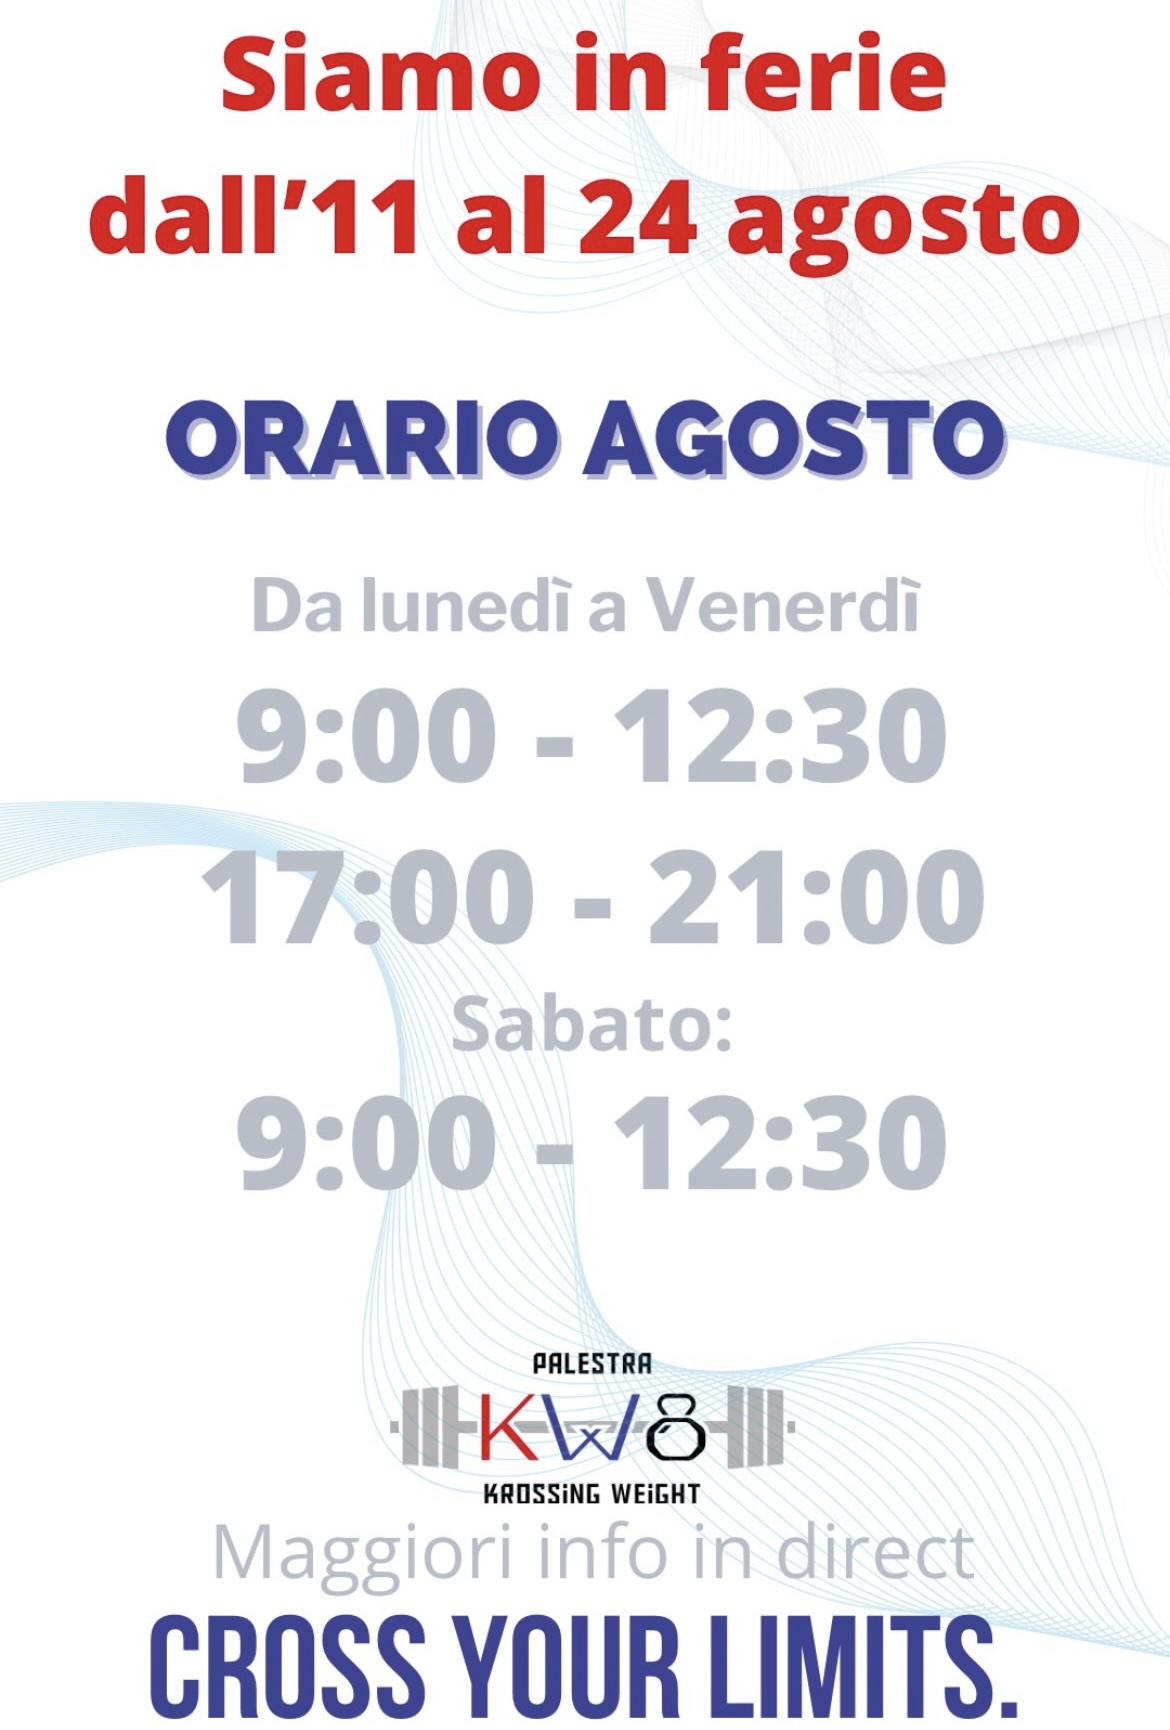 Siamo in ferie
dall’11 al 24 agosto
ORARIO AGOSTO
Da lunedì a Venerdì
9:00 - 12:30
17:00 - 21:00
Sabato:
9:00 - 12:30
PALESTRA
KW8
KROSSiNG WEiGHT
Maggiori info in direct
CROSS YOUR LIMITS.